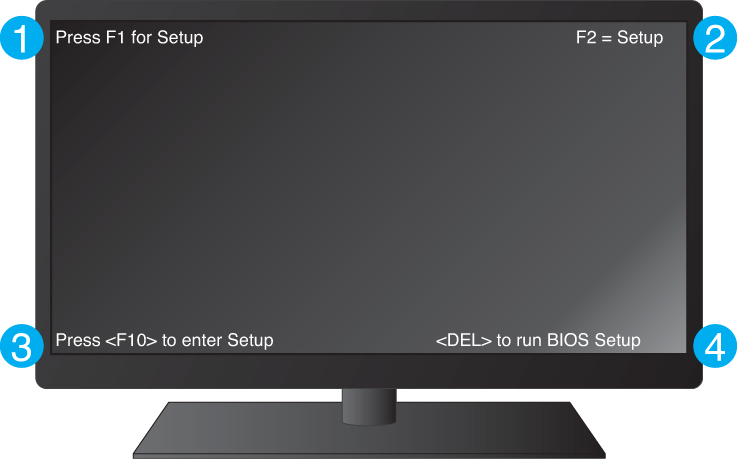 1
Press F1 for Setup
F2 = Setup
2
3
Press <F10> to enter Setup
<DEL> to run BIOS Setup
4